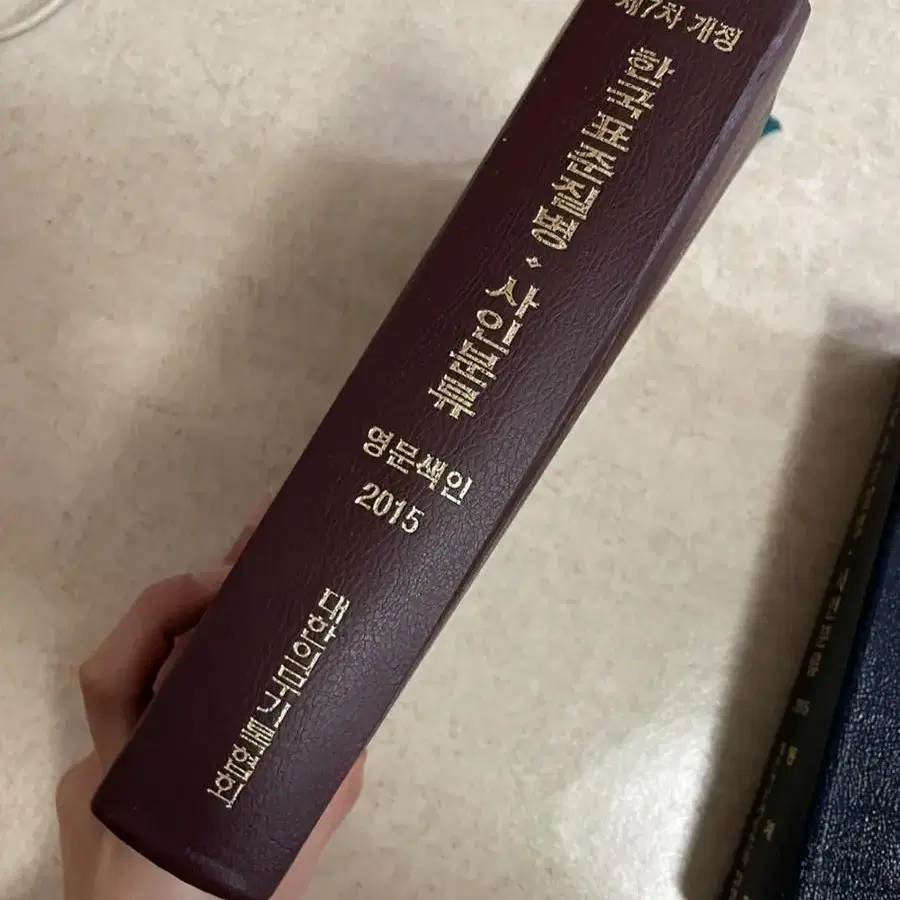 제7차 개정
한국표준질병·사인분류
영문색인
2015
대한의무기록협회